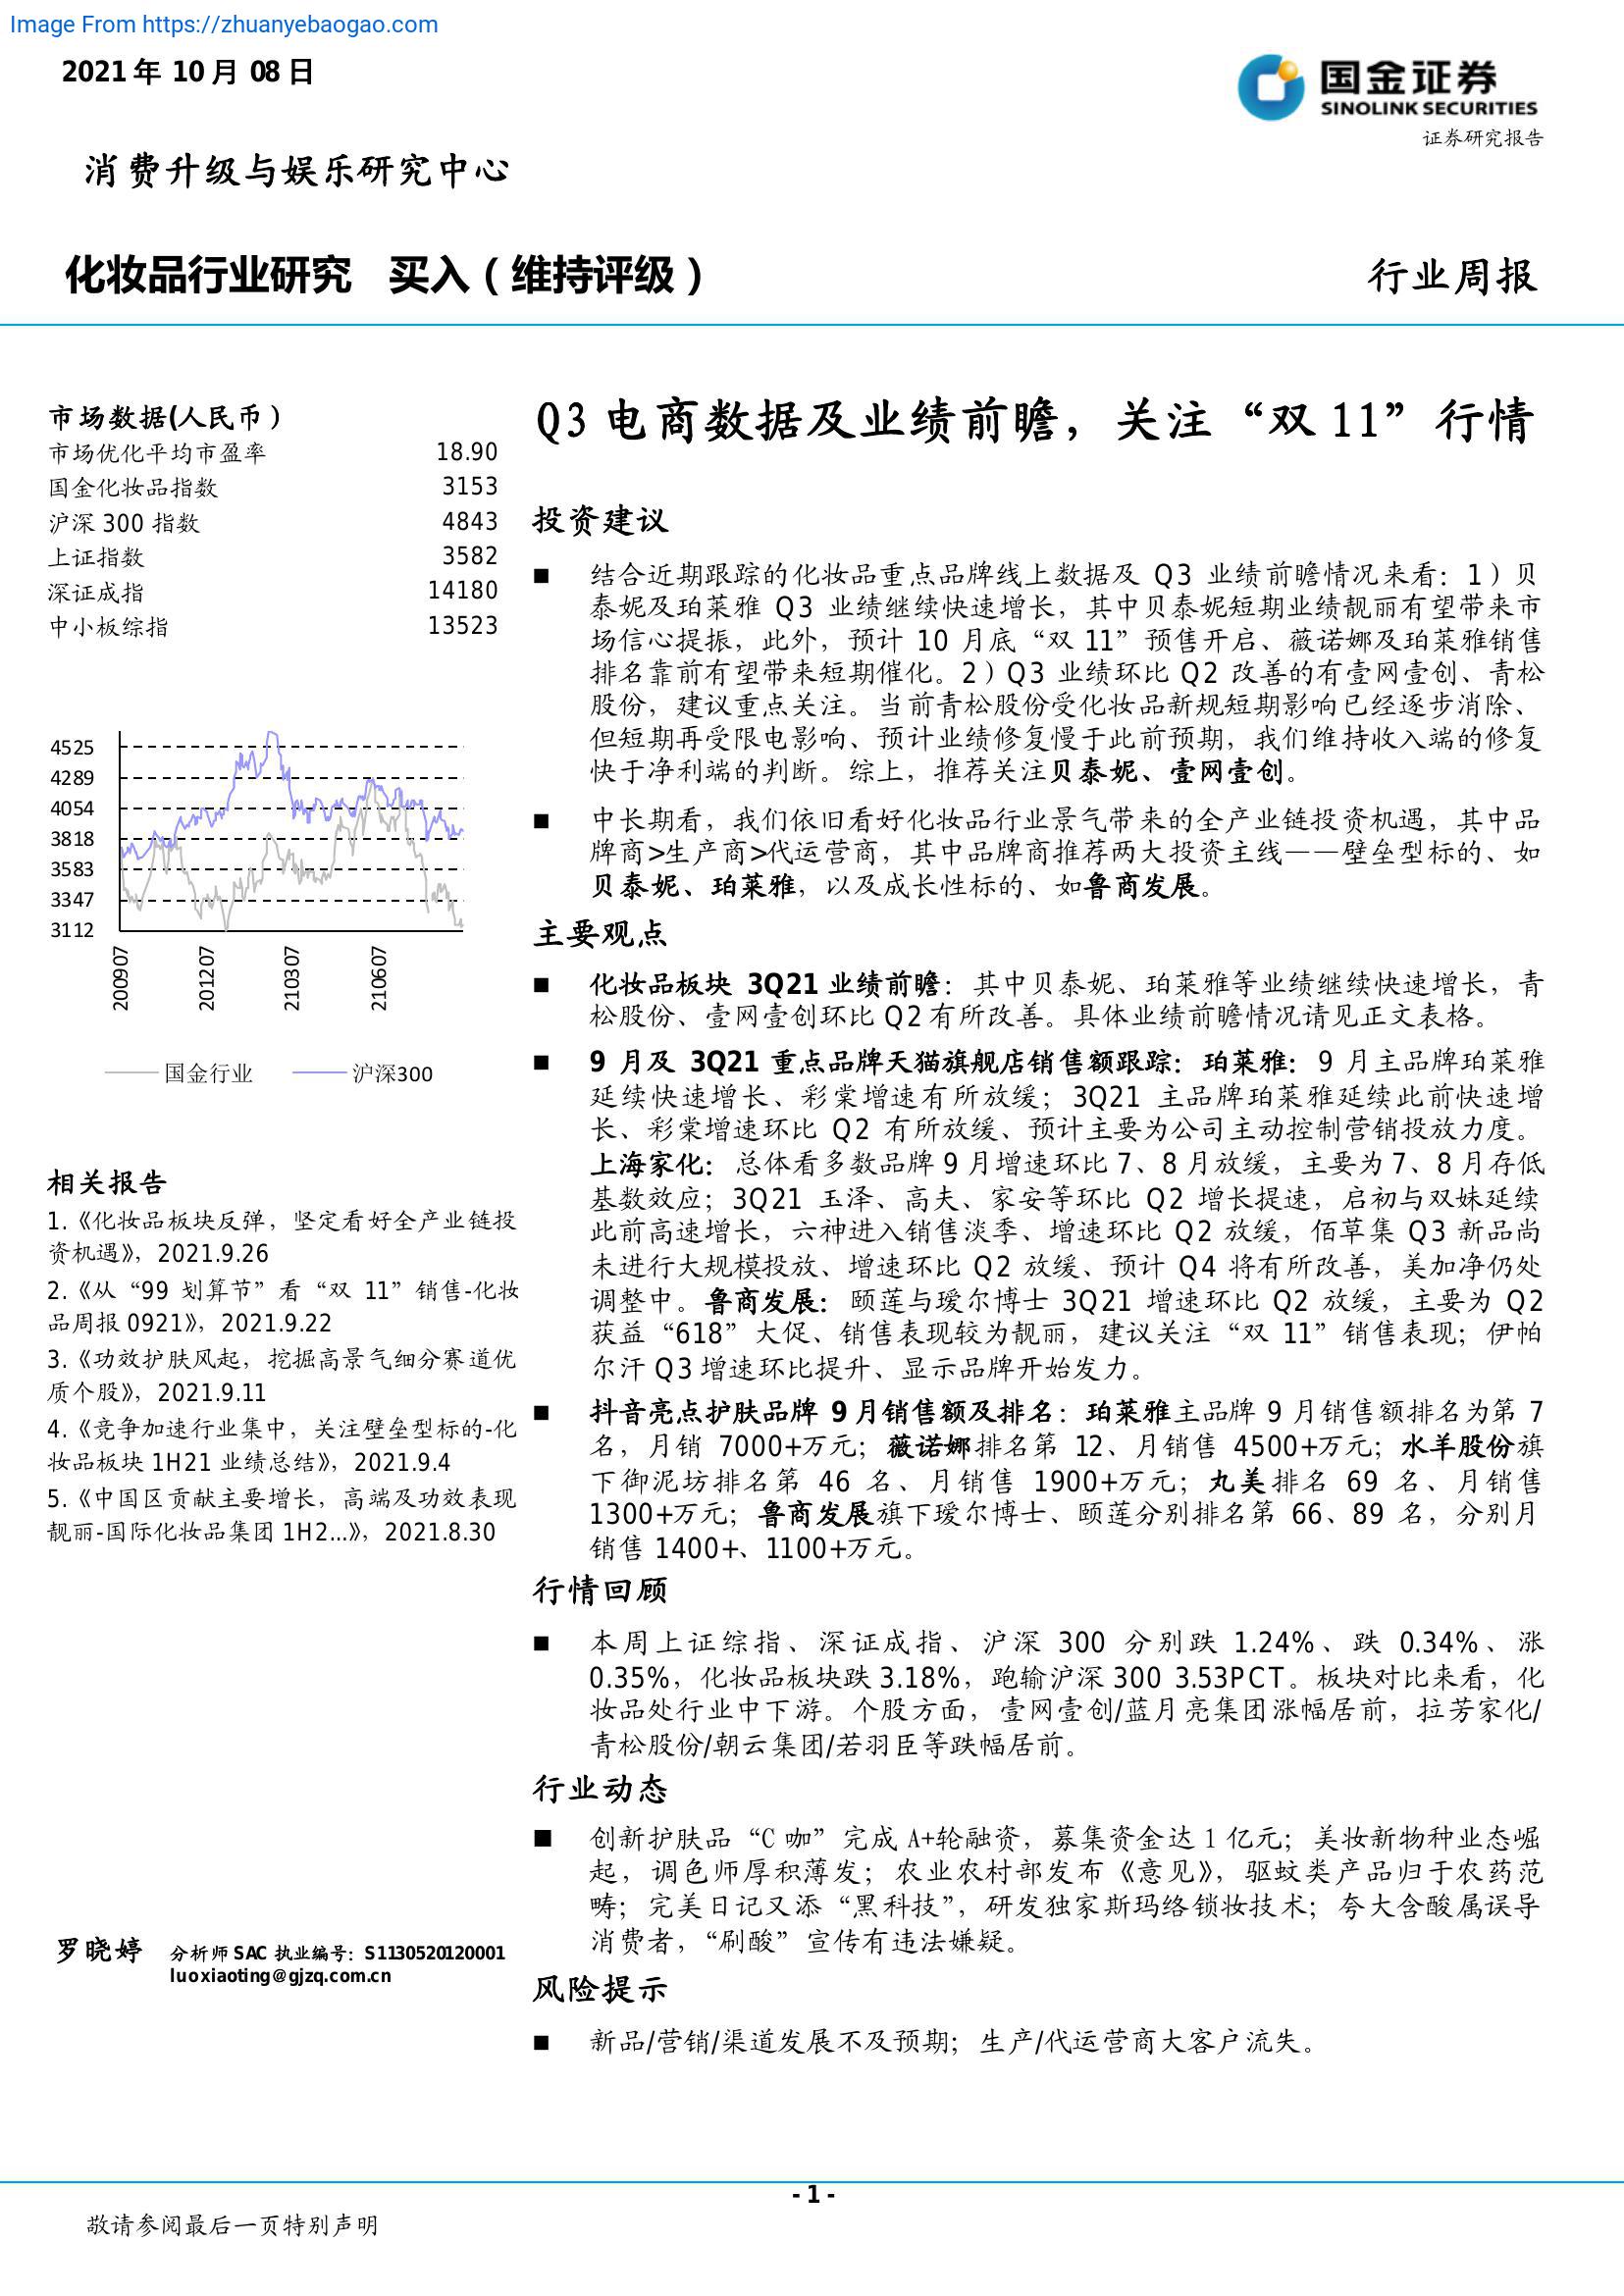 Image From https://zhuanyebaogao.com
2021年 10月 08日
国金证券
SINOLINK SECURITIES
证券研究报告
消费升级与娱乐研究中心
化妆品行业研究 买入（维持评级）
行业周报
市场数据(人民币）
市场优化平均市盈率 18.90
国金化妆品指数 3153
沪深 300 指数 4843
上证指数 3582
深证成指 14180
中小板综指 13523
4525
4289
4054
3818
3583
3347
3112
200907
201207
210307
210607
国金行业
沪深300
相关报告
1.《化妆品板块反弹，坚定看好全产业链投
资机遇》，2021.9.26
2.《从“99 划算节”看“双 11”销售-化妆
品周报 0921》，2021.9.22
3.《功效护肤风起，挖掘高景气细分赛道优
质个股》，2021.9.11
4.《竞争加速行业集中，关注壁垒型标的-化
妆品板块 1H21 业绩总结》，2021.9.4
5.《中国区贡献主要增长，高端及功效表现
靓丽-国际化妆品集团 1H2...》，2021.8.30
罗晓婷 分析师 SAC 执业编号：S1130520120001
luoxiaoting@gjzq.com.cn
Q3 电商数据及业绩前瞻，关注“双 11”行情
投资建议
■ 结合近期跟踪的化妆品重点品牌线上数据及 Q3 业绩前瞻情况来看：1）贝
泰妮及珀莱雅 Q3 业绩继续快速增长，其中贝泰妮短期业绩靓丽有望带来市
场信心提振，此外，预计 10 月底“双 11”预售开启、薇诺娜及珀莱雅销售
排名靠前有望带来短期催化。2）Q3 业绩环比 Q2 改善的有壹网壹创、青松
股份，建议重点关注。当前青松股份受化妆品新规短期影响已经逐步消除、
但短期再受限电影响、预计业绩修复慢于此前预期，我们维持收入端的修复
快于净利端的判断。综上，推荐关注贝泰妮、壹网壹创。
■ 中长期看，我们依旧看好化妆品行业景气带来的全产业链投资机遇，其中品
牌商>生产商>代运营商，其中品牌商推荐两大投资主线——壁垒型标的、如
贝泰妮、珀莱雅，以及成长性标的、如鲁商发展。
主要观点
■ 化妆品板块 3Q21 业绩前瞻：其中贝泰妮、珀莱雅等业绩继续快速增长，青
松股份、壹网壹创环比 Q2 有所改善。具体业绩前瞻情况请见正文表格。
■ 9 月及 3Q21 重点品牌天猫旗舰店销售额跟踪：珀莱雅：9 月主品牌珀莱雅
延续快速增长、彩棠增速有所放缓；3Q21 主品牌珀莱雅延续此前快速增
长、彩棠增速环比 Q2 有所放缓、预计主要为公司主动控制营销投放力度。
上海家化：总体看多数品牌 9 月增速环比 7、8 月放缓，主要为 7、8 月存低
基数效应；3Q21 玉泽、高夫、家安等环比 Q2 增长提速，启初与双妹延续
此前高速增长，六神进入销售淡季、增速环比 Q2 放缓，佰草集 Q3 新品尚
未进行大规模投放、增速环比 Q2 放缓、预计 Q4 将有所改善，美加净仍处
调整中。鲁商发展：颐莲与瑷尔博士 3Q21 增速环比 Q2 放缓，主要为 Q2
获益“618”大促、销售表现较为靓丽，建议关注“双 11”销售表现；伊帕
尔汗 Q3 增速环比提升、显示品牌开始发力。
■ 抖音亮点护肤品牌 9 月销售额及排名：珀莱雅主品牌 9 月销售额排名为第 7
名，月销 7000+万元；薇诺娜排名第 12、月销售 4500+万元；水羊股份旗
下御泥坊排名第 46 名、月销售 1900+万元；丸美排名 69 名、月销售
1300+万元；鲁商发展旗下瑷尔博士、颐莲分别排名第 66、89 名，分别月
销售 1400+、1100+万元。
行情回顾
■ 本周上证综指、深证成指、沪深 300 分别跌 1.24%、跌 0.34%、涨
0.35%，化妆品板块跌 3.18%，跑输沪深 300 3.53PCT。板块对比来看，化
妆品处行业中下游。个股方面，壹网壹创/蓝月亮集团涨幅居前，拉芳家化/
青松股份/朝云集团/若羽臣等跌幅居前。
行业动态
■ 创新护肤品“C 咖”完成 A+轮融资，募集资金达 1 亿元；美妆新物种业态崛
起，调色师厚积薄发；农业农村部发布《意见》，驱蚊类产品归于农药范
畴；完美日记又添“黑科技”，研发独家斯玛络锁妆技术；夸大含酸属误导
消费者，“刷酸”宣传有违法嫌疑。
风险提示
■ 新品/营销/渠道发展不及预期；生产/代运营商大客户流失。
- 1 -
敬请参阅最后一页特别声明